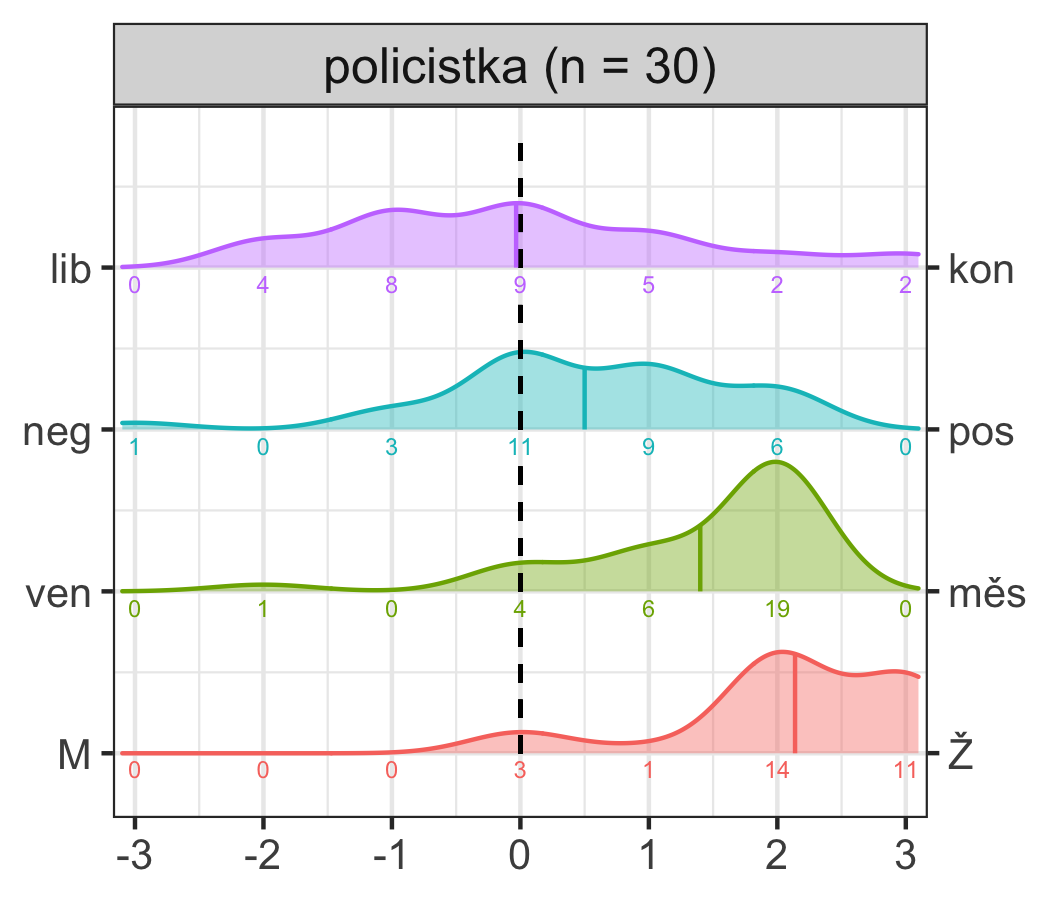 policistka (n = 30)
lib kon
0 4 8 9 5 2 2
neg pos
1 0 3 11 9 6 0
ven měs
0 1 0 4 6 19 0
M Ž
0 0 0 3 1 14 11
-3 -2 -1 0 1 2 3